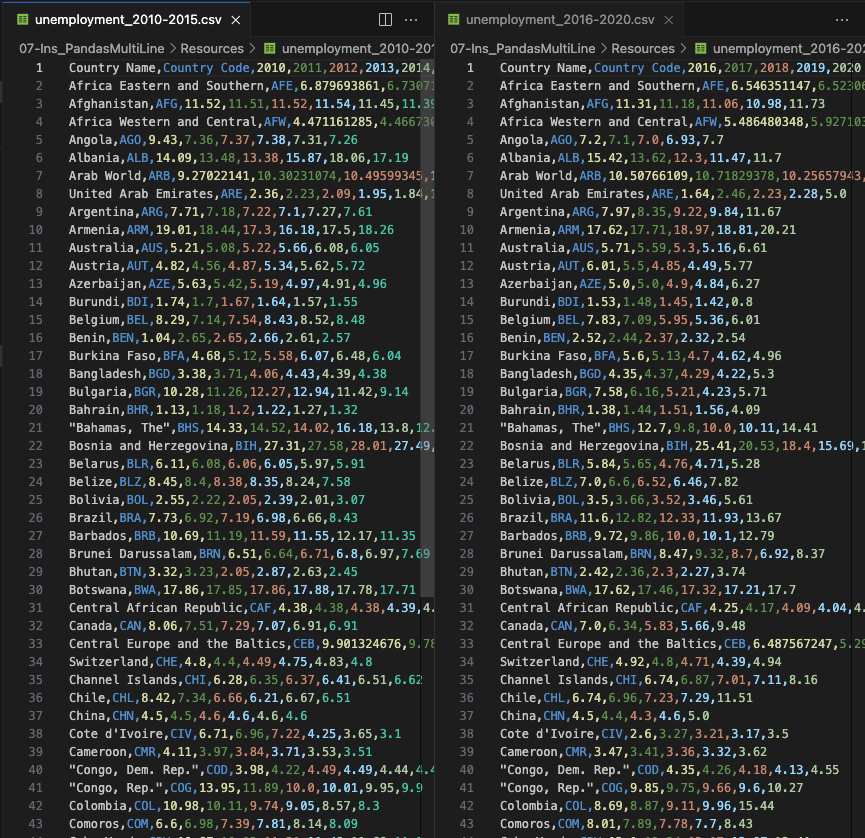 unemployment_2010-2015.csv
07-Ins_PandasMultiLine > Resources > unemployment_2010-201
1 Country Name,Country Code,2010,2011,2012,2013,2014,
2 Africa Eastern and Southern,AFE,6.879693861,6.73071
3 Afghanistan,AFG,11.52,11.51,11.52,11.54,11.45,11.39
4 Africa Western and Central,AFW,4.471161285,4.466730
5 Angola,AGO,9.43,7.36,7.37,7.38,7.31,7.26
6 Albania,ALB,14.09,13.48,13.38,15.87,18.06,17.19
7 Arab World,ARB,9.27022141,10.30231074,10.49599345,1
8 United Arab Emirates,ARE,2.36,2.23,2.09,1.95,1.84,1
9 Argentina,ARG,7.71,7.18,7.22,7.1,7.27,7.61
10 Armenia,ARM,19.01,18.44,17.3,16.18,17.5,18.26
11 Australia,AUS,5.21,5.08,5.22,5.66,6.08,6.05
12 Austria,AUT,4.82,4.56,4.87,5.34,5.62,5.72
13 Azerbaijan,AZE,5.63,5.42,5.19,4.97,4.91,4.96
14 Burundi,BDI,1.74,1.7,1.67,1.64,1.57,1.55
15 Belgium,BEL,8.29,7.14,7.54,8.43,8.52,8.48
16 Benin,BEN,1.04,2.65,2.65,2.66,2.61,2.57
17 Burkina Faso,BFA,4.68,5.12,5.58,6.07,6.48,6.04
18 Bangladesh,BGD,3.38,3.71,4.06,4.43,4.39,4.38
19 Bulgaria,BGR,10.28,11.26,12.27,12.94,11.42,9.14
20 Bahrain,BHR,1.13,1.18,1.2,1.22,1.27,1.32
21 "Bahamas, The",BHS,14.33,14.52,14.02,16.18,13.8,12.
22 Bosnia and Herzegovina,BIH,27.31,27.58,28.01,27.49,
23 Belarus,BLR,6.11,6.08,6.06,6.05,5.97,5.91
24 Belize,BLZ,8.45,8.4,8.38,8.35,8.24,7.58
25 Bolivia,BOL,2.55,2.22,2.05,2.39,2.01,3.07
26 Brazil,BRA,7.73,6.92,7.19,6.98,6.66,8.43
27 Barbados,BRB,10.69,11.19,11.59,11.55,12.17,11.35
28 Brunei Darussalam,BRN,6.51,6.64,6.71,6.8,6.97,7.69
29 Bhutan,BTN,3.32,3.23,2.05,2.87,2.63,2.45
30 Botswana,BWA,17.86,17.85,17.86,17.88,17.78,17.71
31 Central African Republic,CAF,4.38,4.38,4.38,4.39,4.
32 Canada,CAN,8.06,7.51,7.29,7.07,6.91,6.91
33 Central Europe and the Baltics,CEB,9.901324676,9.78
34 Switzerland,CHE,4.8,4.4,4.49,4.75,4.83,4.8
35 Channel Islands,CHI,6.28,6.35,6.37,6.41,6.51,6.62
36 Chile,CHL,8.42,7.34,6.66,6.21,6.67,6.51
37 China,CHN,4.5,4.5,4.6,4.6,4.6,4.6
38 Cote d'Ivoire,CIV,6.71,6.96,7.22,4.25,3.65,3.1
39 Cameroon,CMR,4.11,3.97,3.84,3.71,3.53,3.51
40 "Congo, Dem. Rep.",COD,3.98,4.22,4.49,4.49,4.44,4.4
41 "Congo, Rep.",COG,13.95,11.89,10.0,10.01,9.95,9.9
42 Colombia,COL,10.98,10.11,9.74,9.05,8.57,8.3
43 Comoros,COM,6.6,6.98,7.39,7.81,8.14,8.09
unemployment_2016-2020.csv
07-Ins_PandasMultiLine > Resources > unemployment_2016-202
1 Country Name,Country Code,2016,2017,2018,2019,2020
2 Africa Eastern and Southern,AFE,6.546351147,6.52306
3 Afghanistan,AFG,11.31,11.18,11.06,10.98,11.73
4 Africa Western and Central,AFW,5.486480348,5.927103
5 Angola,AGO,7.2,7.1,7.0,6.93,7.7
6 Albania,ALB,15.42,13.62,12.3,11.47,11.7
7 Arab World,ARB,10.50766109,10.71829378,10.25657943,
8 United Arab Emirates,ARE,1.64,2.46,2.23,2.28,5.0
9 Argentina,ARG,7.97,8.35,9.22,9.84,11.67
10 Armenia,ARM,17.62,17.71,18.97,18.81,20.21
11 Australia,AUS,5.71,5.59,5.3,5.16,6.61
12 Austria,AUT,6.01,5.5,4.85,4.49,5.77
13 Azerbaijan,AZE,5.0,5.0,4.9,4.84,6.27
14 Burundi,BDI,1.53,1.48,1.45,1.42,0.8
15 Belgium,BEL,7.83,7.09,5.95,5.36,6.01
16 Benin,BEN,2.52,2.44,2.37,2.32,2.54
17 Burkina Faso,BFA,5.6,5.13,4.7,4.62,4.96
18 Bangladesh,BGD,4.35,4.37,4.29,4.22,5.3
19 Bulgaria,BGR,7.58,6.16,5.21,4.23,5.71
20 Bahrain,BHR,1.38,1.44,1.51,1.56,4.09
21 "Bahamas, The",BHS,12.7,9.8,10.0,10.11,14.41
22 Bosnia and Herzegovina,BIH,25.41,20.53,18.4,15.69,1
23 Belarus,BLR,5.84,5.65,4.76,4.71,5.28
24 Belize,BLZ,7.0,6.6,6.52,6.46,7.82
25 Bolivia,BOL,3.5,3.66,3.52,3.46,5.61
26 Brazil,BRA,11.6,12.82,12.33,11.93,13.67
27 Barbados,BRB,9.72,9.86,10.0,10.1,12.79
28 Brunei Darussalam,BRN,8.47,9.32,8.7,6.92,8.37
29 Bhutan,BTN,2.42,2.36,2.3,2.27,3.74
30 Botswana,BWA,17.62,17.46,17.32,17.21,17.7
31 Central African Republic,CAF,4.25,4.17,4.09,4.04,4.
32 Canada,CAN,7.0,6.34,5.83,5.66,9.48
33 Central Europe and the Baltics,CEB,6.487567247,5.29
34 Switzerland,CHE,4.92,4.8,4.71,4.39,4.94
35 Channel Islands,CHI,6.74,6.87,7.01,7.11,8.16
36 Chile,CHL,6.74,6.96,7.23,7.29,11.51
37 China,CHN,4.5,4.4,4.3,4.6,5.0
38 Cote d'Ivoire,CIV,2.6,3.27,3.21,3.17,3.5
39 Cameroon,CMR,3.47,3.41,3.36,3.32,3.62
40 "Congo, Dem. Rep.",COD,4.35,4.26,4.18,4.13,4.55
41 "Congo, Rep.",COG,9.85,9.75,9.66,9.6,10.27
42 Colombia,COL,8.69,8.87,9.11,9.96,15.44
43 Comoros,COM,8.01,7.89,7.78,7.7,8.43